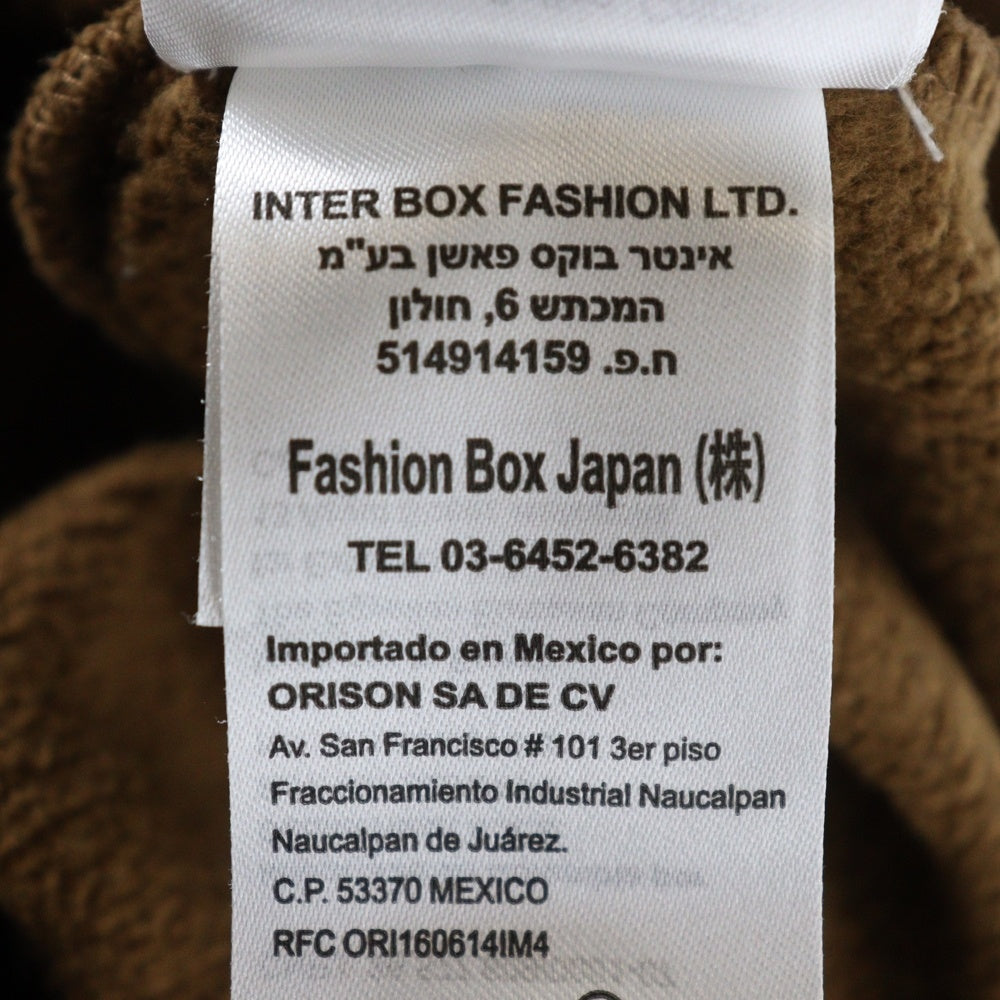 INTER BOX FASHION LTD.
אינטר בוקס פאשן בע"מ
המכתש 6, חולון
ח.פ. 514914159
Fashion Box Japan (株)
TEL 03-6452-6382
Importado en Mexico por:
ORISON SA DE CV
Av. San Francisco # 101 3er piso
Fraccionamiento Industrial Naucalpan
Naucalpan de Juárez.
C.P. 53370 MEXICO
RFC ORI160614IM4